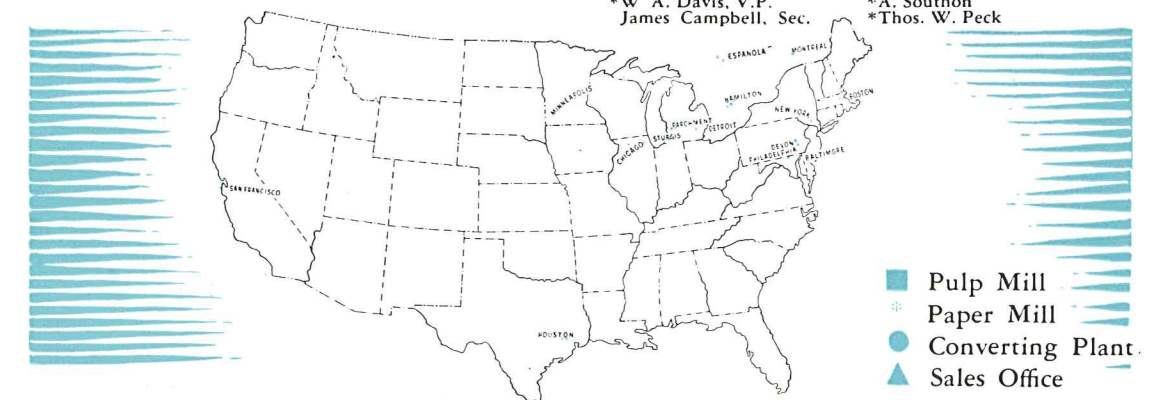 *W A. Davis, V.P.
James Campbell, Sec.
*A. Southon
*Thos. W. Peck
ESPANOLA
MONTREAL
MINNEAPOLIS
HAMILTON
BOSTON
NEW YORK
PARCHMENT
DETROIT
STURGIS
CHICAGO
DEVON
PHILADELPHIA
BALTIMORE
SAN FRANCISCO
HOUSTON
Pulp Mill
Paper Mill
Converting Plant.
Sales Office